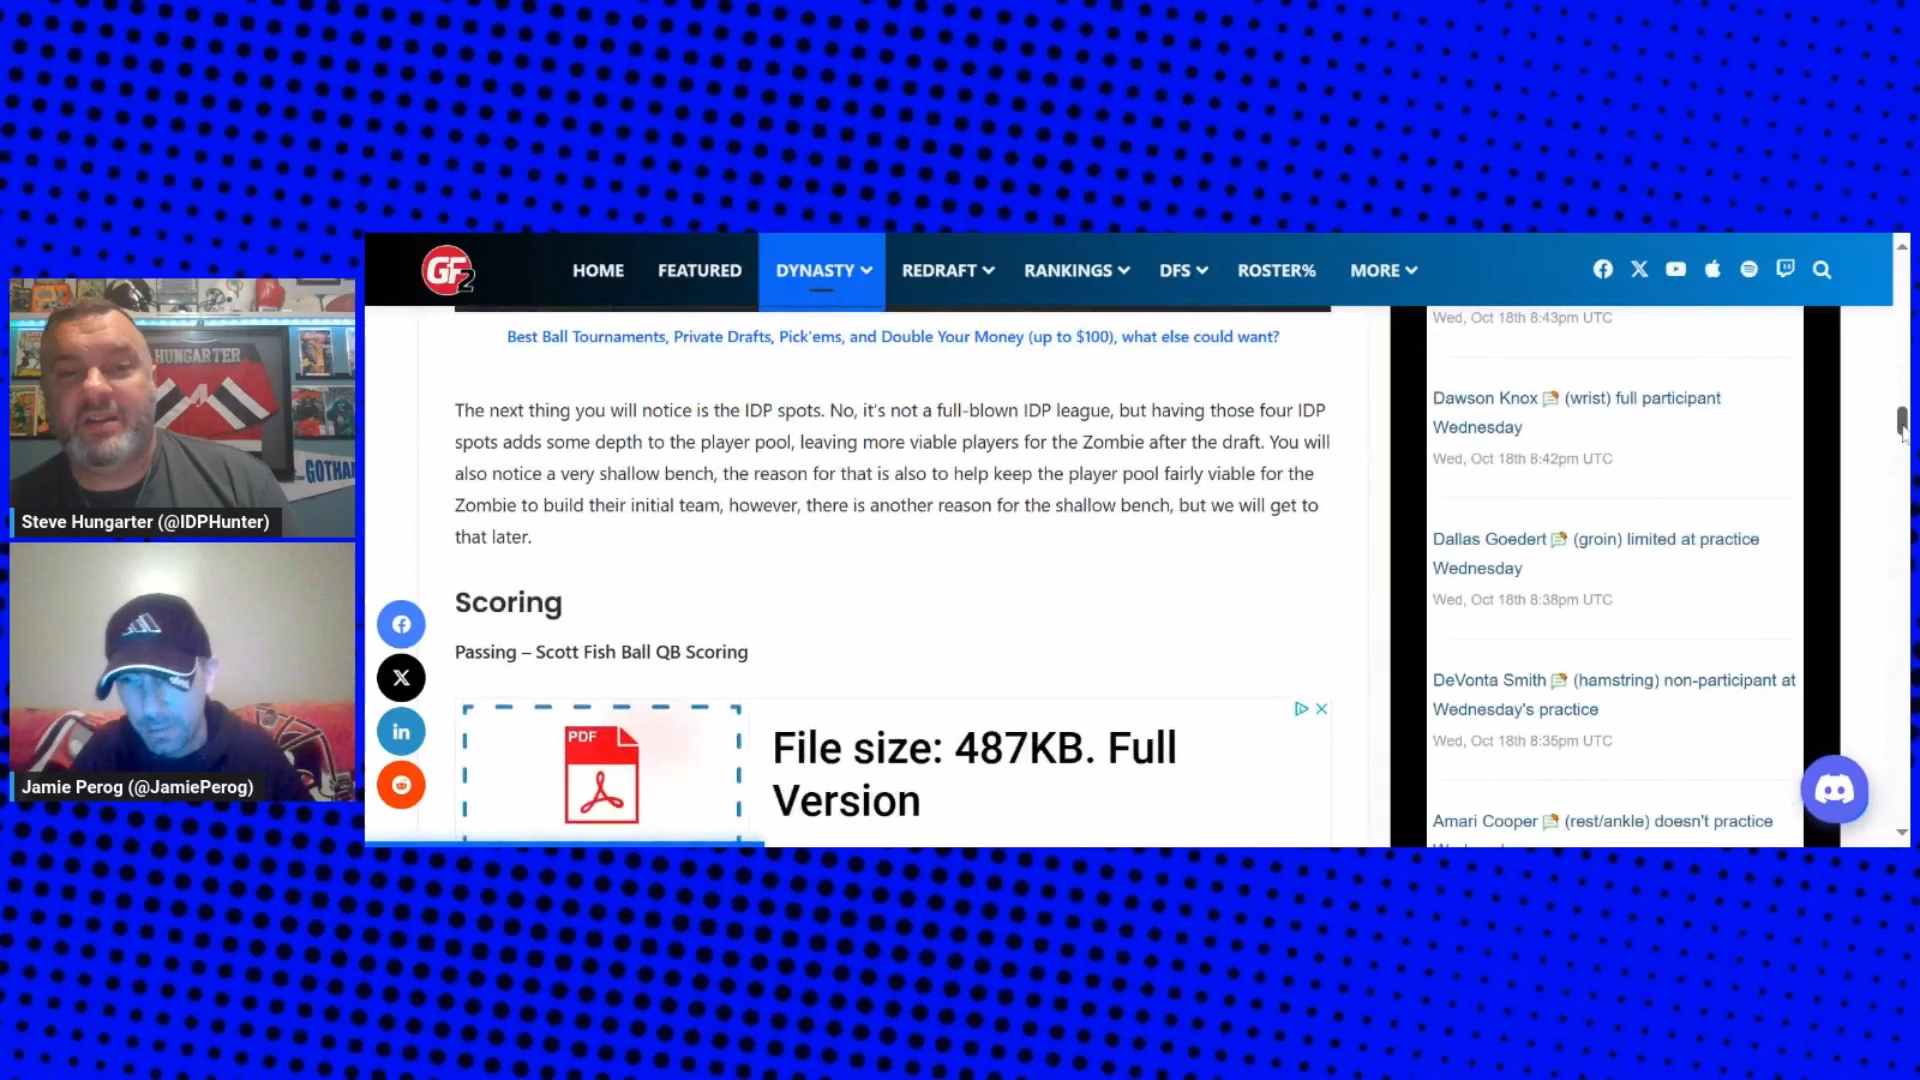 GF2
HOME
FEATURED
DYNASTY
REDRAFT
RANKINGS
DFS
ROSTER%
MORE
Best Ball Tournaments, Private Drafts, Pick'ems, and Double Your Money (up to $100), what else could want?
The next thing you will notice is the IDP spots. No, it's not a full-blown IDP league, but having those four IDP
spots adds some depth to the player pool, leaving more viable players for the Zombie after the draft. You will
also notice a very shallow bench, the reason for that is also to help keep the player pool fairly viable for the
Zombie to build their initial team, however, there is another reason for the shallow bench, but we will get to
that later.
Scoring
Passing – Scott Fish Ball QB Scoring
PDF
File size: 487KB. Full
Version
Wed, Oct 18th 8:43pm UTC
Dawson Knox (wrist) full participant
Wednesday
Wed, Oct 18th 8:42pm UTC
Dallas Goedert (groin) limited at practice
Wednesday
Wed, Oct 18th 8:38pm UTC
DeVonta Smith (hamstring) non-participant at
Wednesday's practice
Wed, Oct 18th 8:35pm UTC
Amari Cooper (rest/ankle) doesn't practice
HUNGARTER
GOTHAM
Steve Hungarter (@IDPHunter)
Jamie Perog (@JamiePerog)